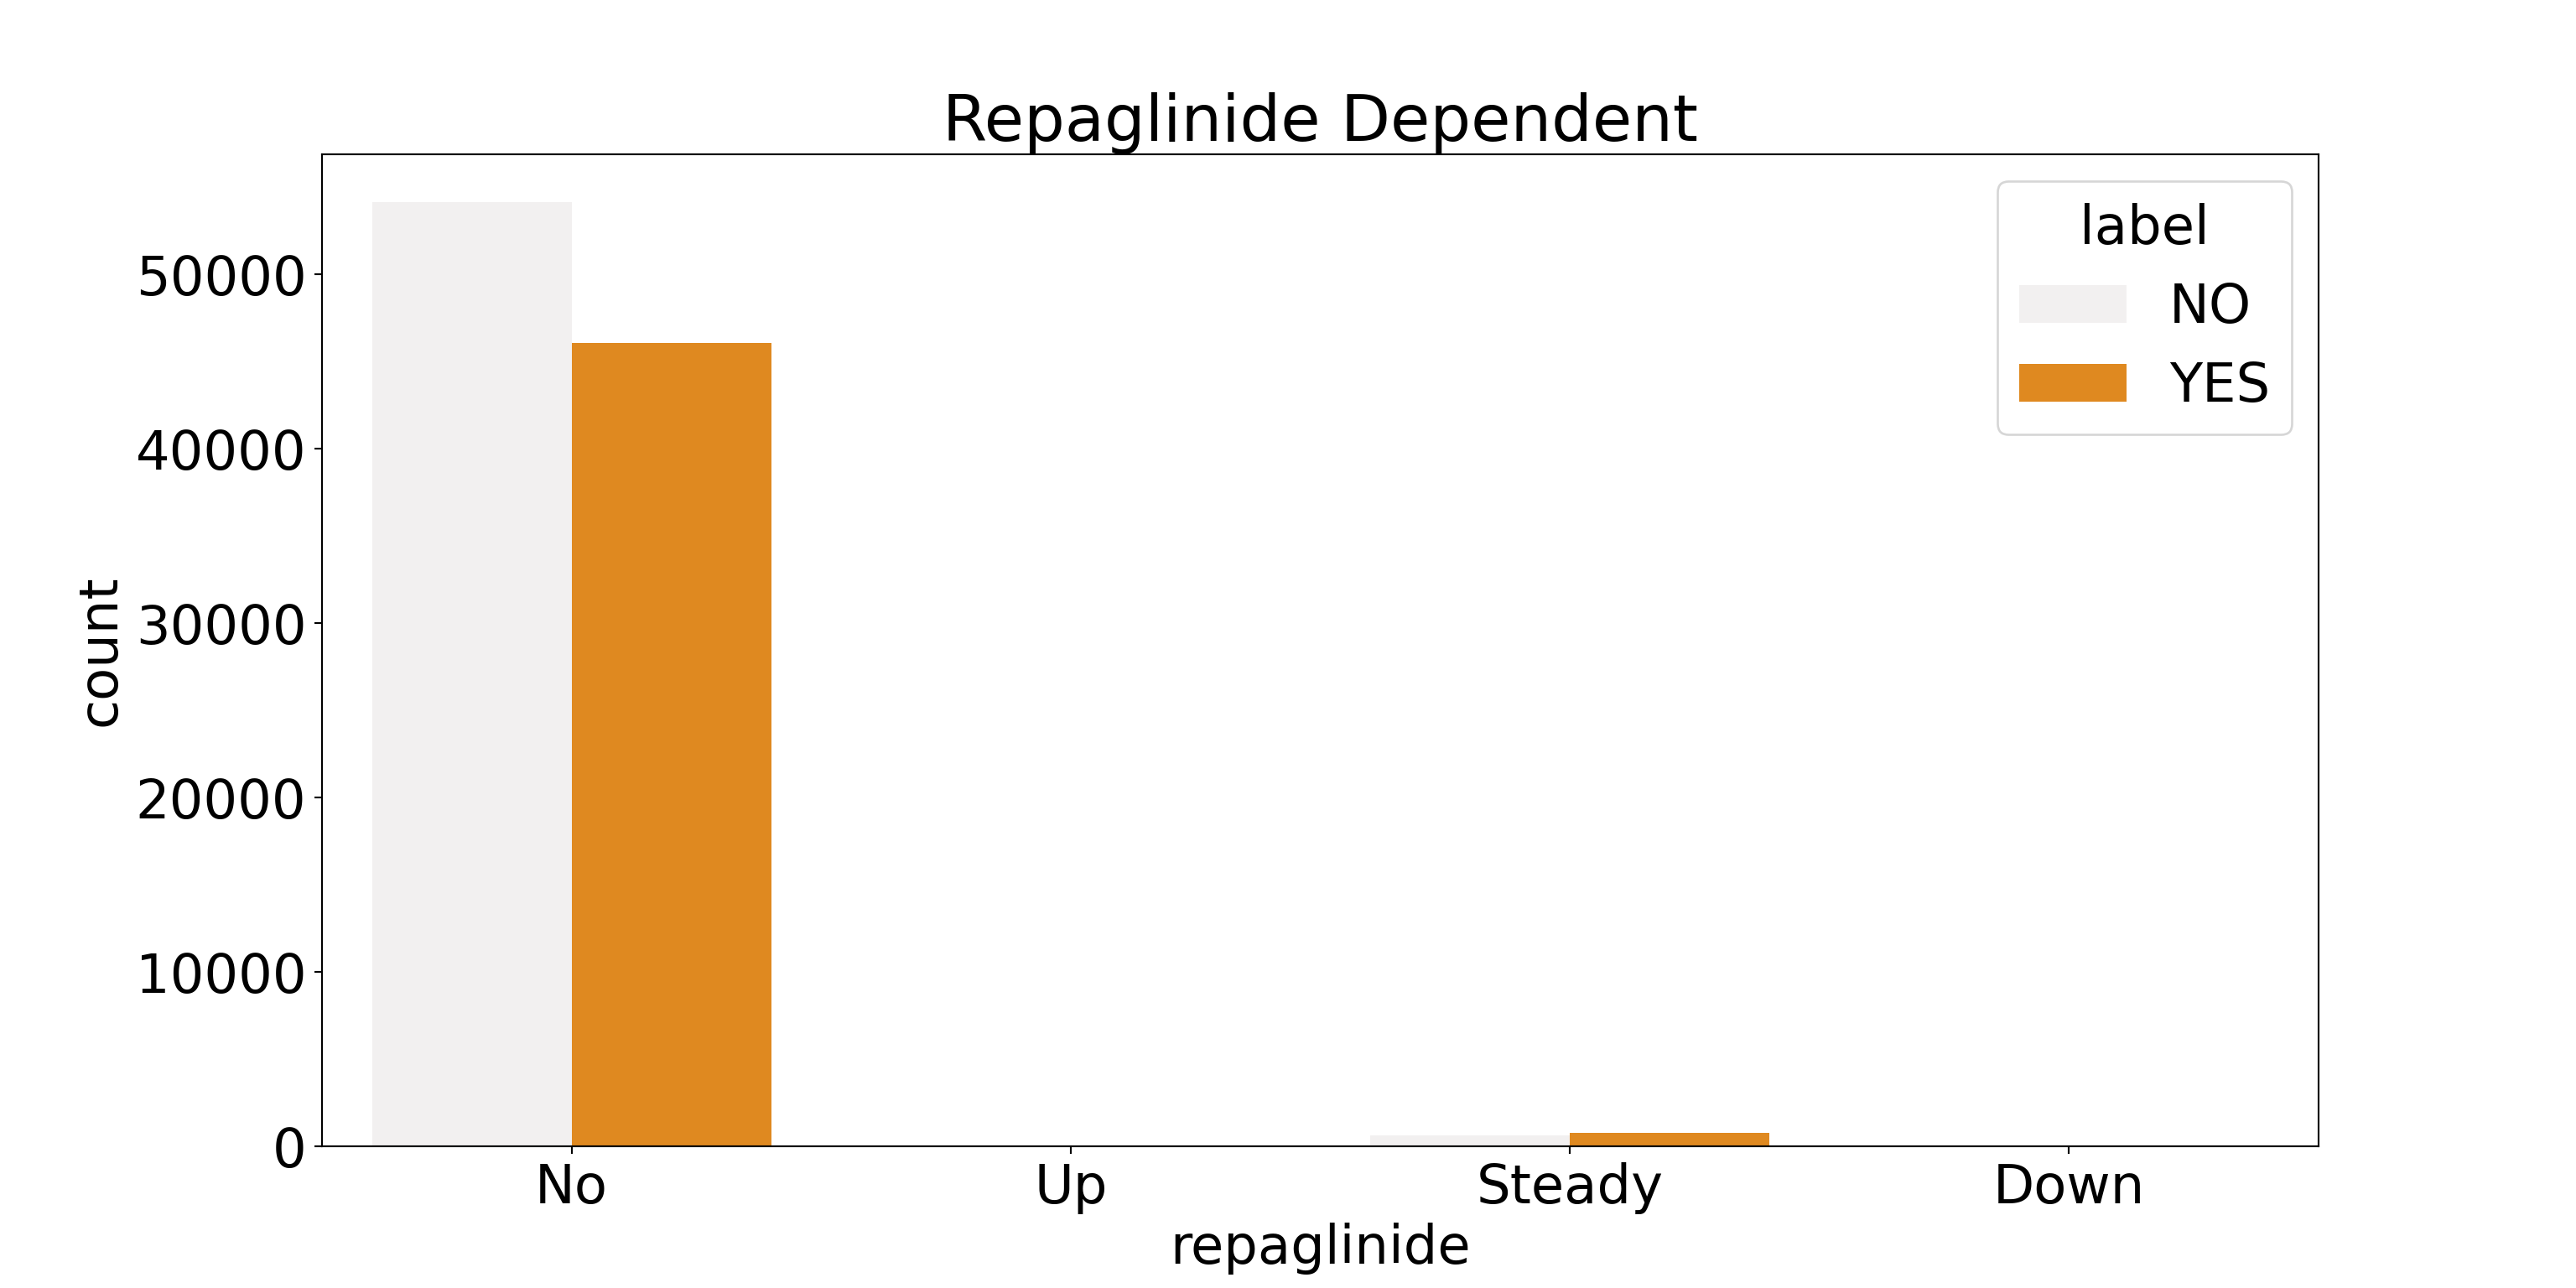 Repaglinide Dependent
label
NO
YES
50000
40000
30000
20000
10000
0
count
No Up Steady Down
repaglinide